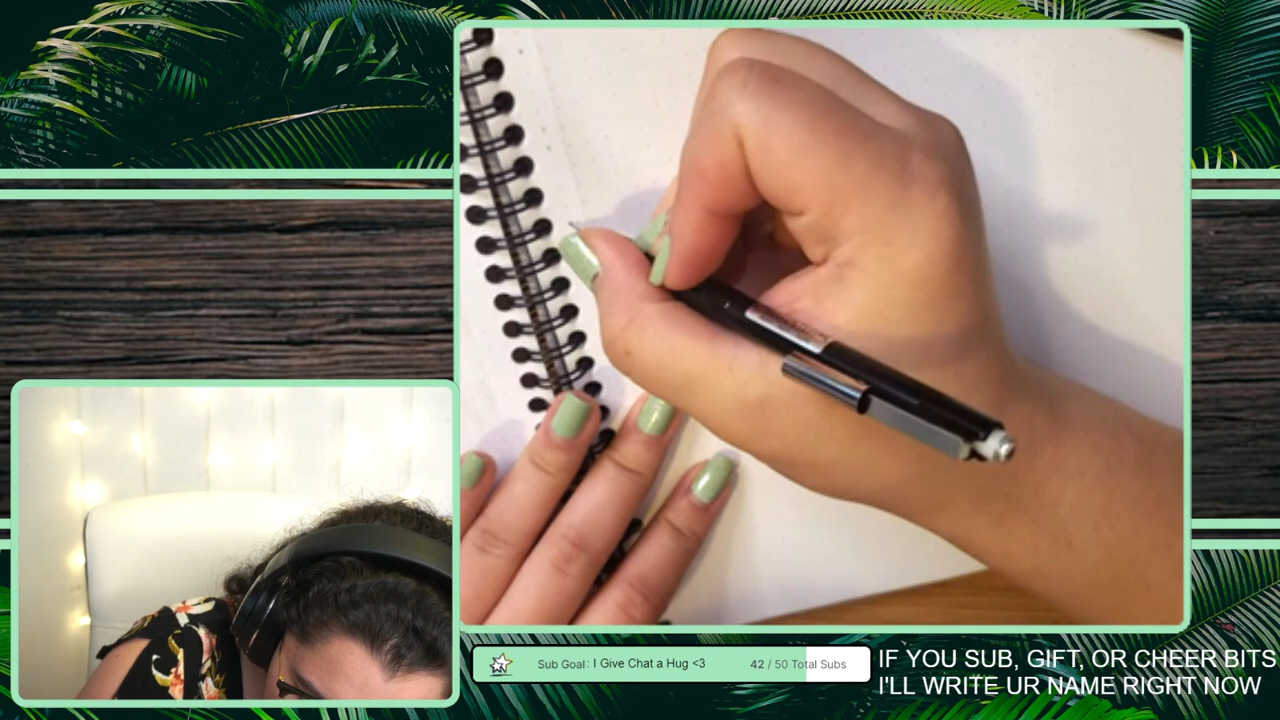 Sub Goal: I Give Chat a Hug <3 42 / 50 Total Subs
IF YOU SUB, GIFT, OR CHEER BITS
I'LL WRITE UR NAME RIGHT NOW